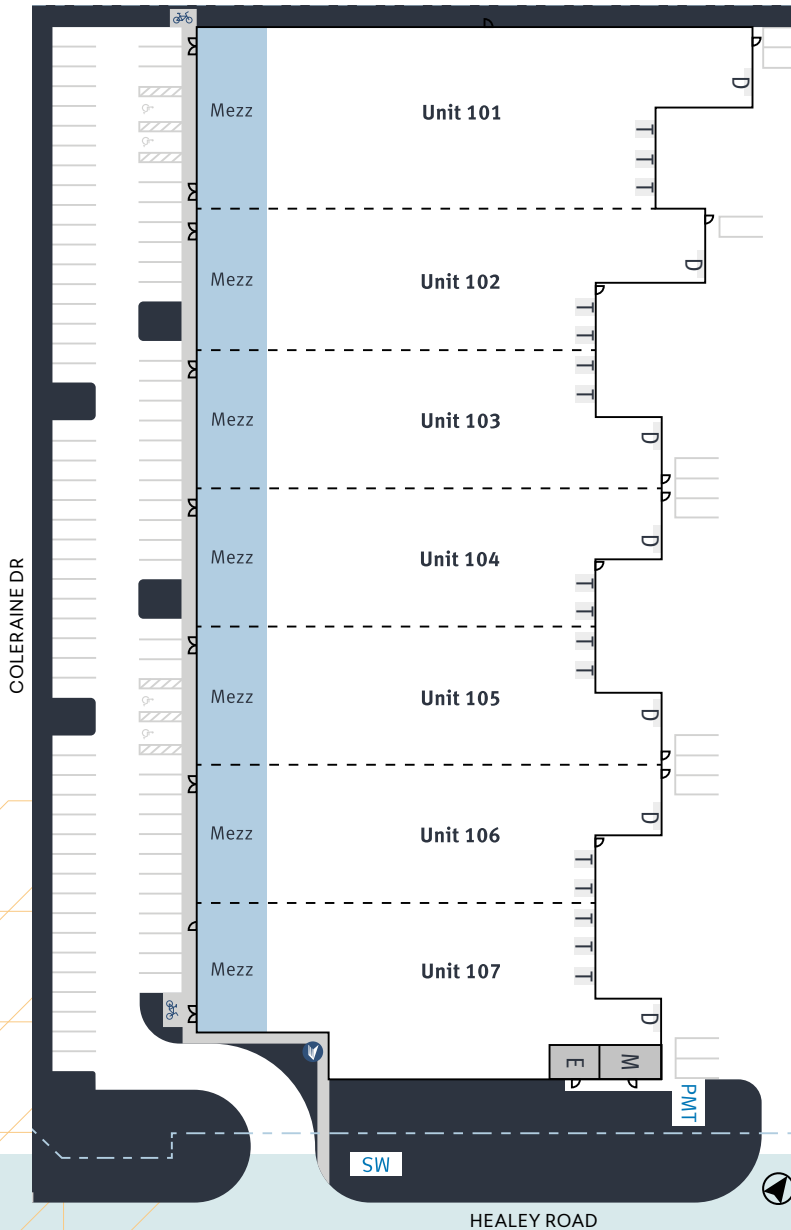 D
Mezz
Unit 101
T
T
T
Mezz
Unit 102
D
T
T
T
T
Mezz
Unit 103
D
D
Mezz
Unit 104
T
T
T
T
Mezz
Unit 105
D
D
Mezz
Unit 106
T
T
T
T
T
Mezz
Unit 107
D
E
M
PMT
SW
COLERAINE DR
HEALEY ROAD